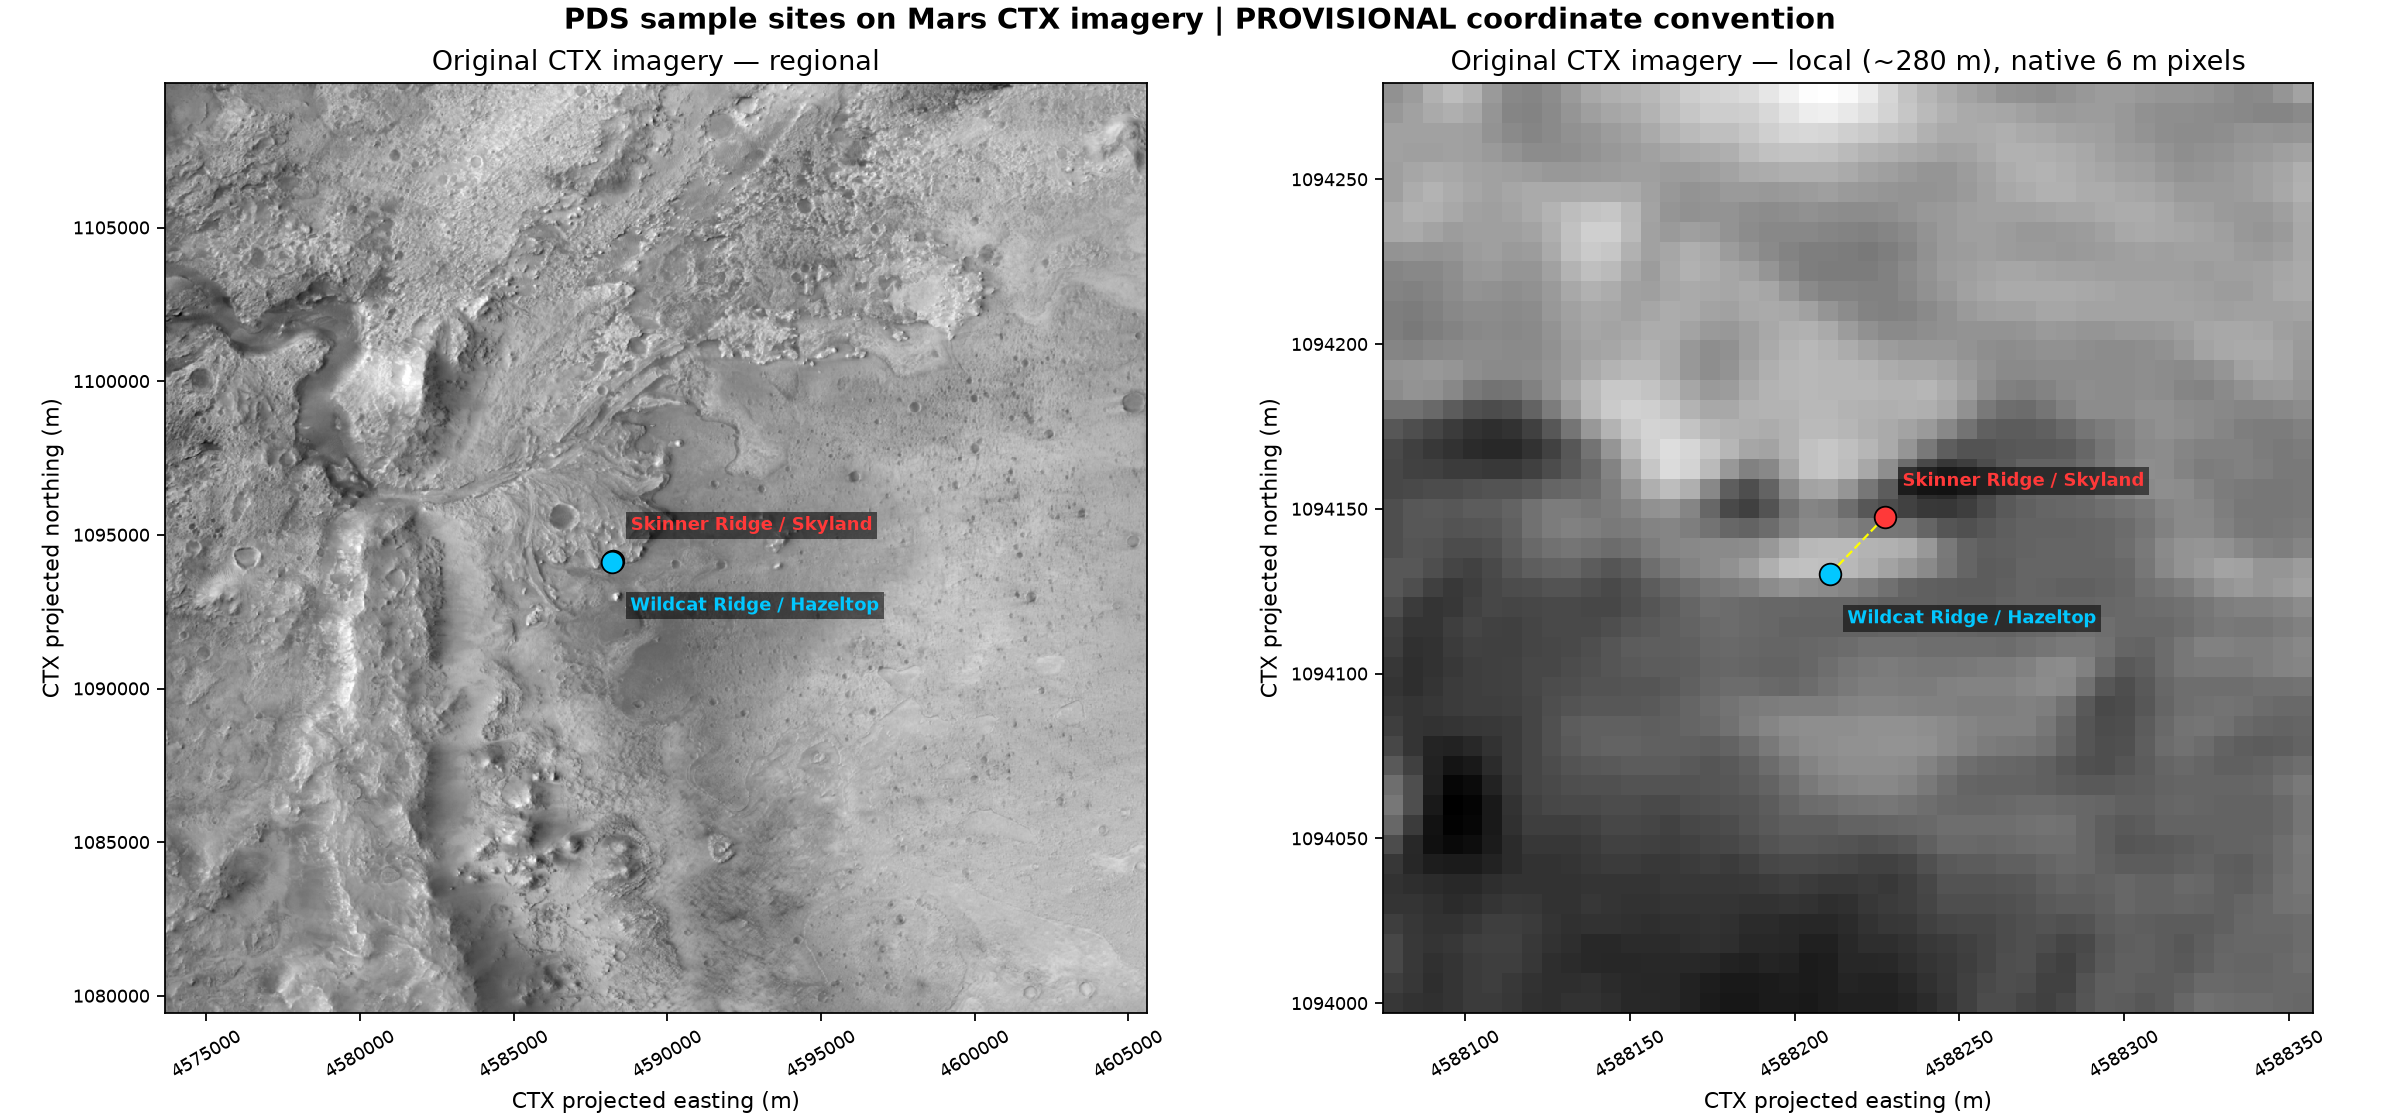 PDS sample sites on Mars CTX imagery | PROVISIONAL coordinate convention
Original CTX imagery — regional
CTX projected northing (m)
1105000
1100000
1095000
1090000
1085000
1080000
Skinner Ridge / Skyland
Wildcat Ridge / Hazeltop
4575000
4580000
4585000
4590000
4595000
4600000
4605000
CTX projected easting (m)
Original CTX imagery — local (~280 m), native 6 m pixels
CTX projected northing (m)
1094250
1094200
1094150
1094100
1094050
1094000
Skinner Ridge / Skyland
Wildcat Ridge / Hazeltop
4588100
4588150
4588200
4588250
4588300
4588350
CTX projected easting (m)